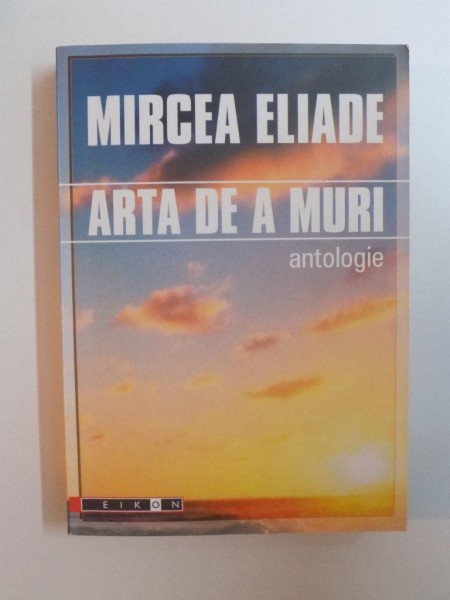 MIRCEA ELIADE
ARTA DE A MURI
antologie
EIKON